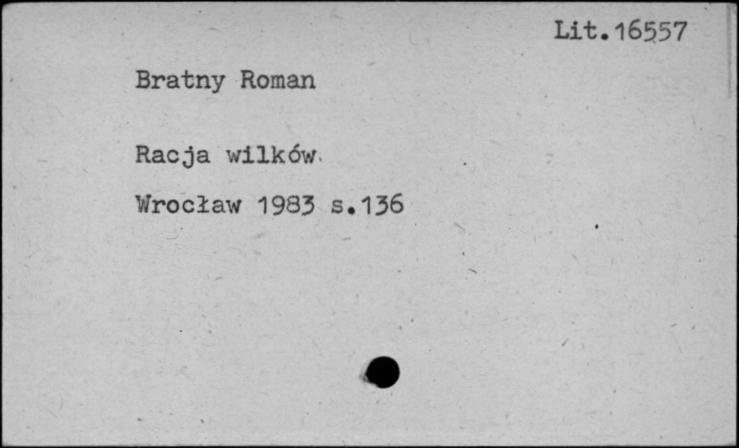 Lit.16557
Bratny Roman
Racja wilków.
Wrocław 1983 s.136